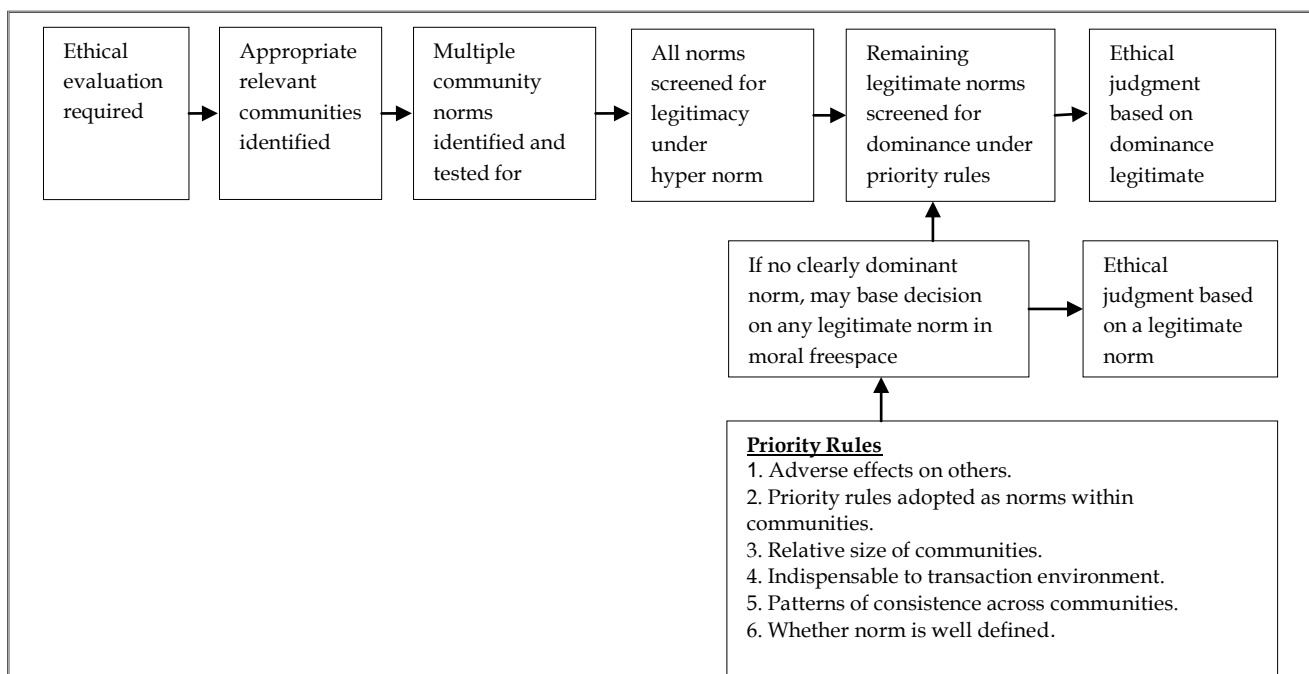 Ethical
evaluation
required
Appropriate
relevant
communities
identified
Multiple
community
norms
identified and
tested for
All norms
screened for
legitimacy
under
hyper norm
Remaining
legitimate norms
screened for
dominance under
priority rules
Ethical
judgment
based on
dominance
legitimate
If no clearly dominant
norm, may base decision
on any legitimate norm in
moral freespace
Ethical
judgment based
on a legitimate
norm
Priority Rules
1. Adverse effects on others.
2. Priority rules adopted as norms within
communities.
3. Relative size of communities.
4. Indispensable to transaction environment.
5. Patterns of consistence across communities.
6. Whether norm is well defined.